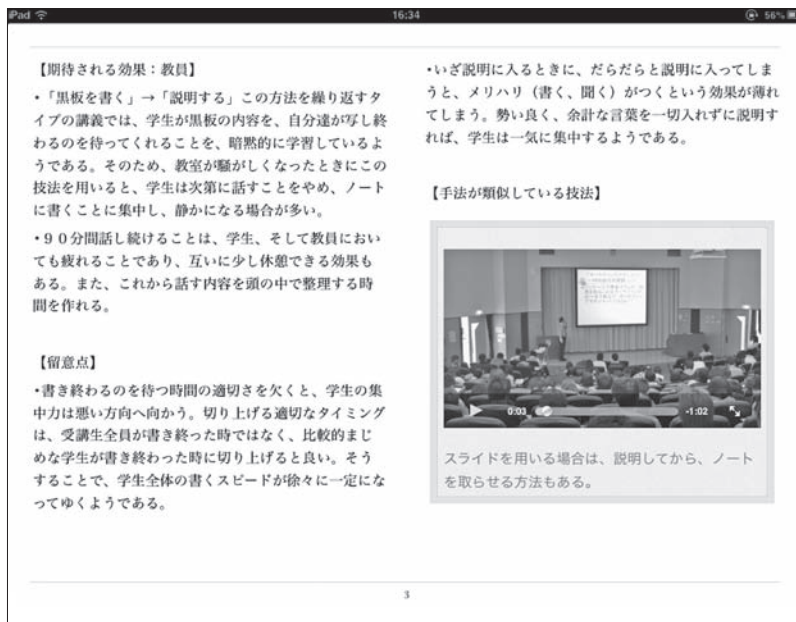 iPad
16:34
56%
【期待される効果：教員】
・「黒板を書く」→「説明する」この方法を繰り返すタ
イプの講義では、学生が黒板の内容を、自分達が写し終
わるのを待ってくれることを、暗黙的に学習しているよ
うである。そのため、教室が騒がしくなったときにこの
技法を用いると、学生は次第に話すことをやめ、ノート
に書くことに集中し、静かになる場合が多い。
・９０分間話し続けることは、学生、そして教員におい
ても疲れることであり、互いに少し休憩できる効果も
ある。また、これから話す内容を頭の中で整理する時
間を作れる。
【留意点】
・書き終わるのを待つ時間の適切さを欠くと、学生の集
中力は悪い方向へ向かう。切り上げる適切なタイミング
は、受講生全員が書き終った時ではなく、比較的まじ
めな学生が書き終わった時に切り上げると良い。そう
することで、学生全体の書くスピードが徐々に一定にな
ってゆくようである。
・いざ説明に入るときに、だらだらと説明に入ってしま
うと、メリハリ（書く、聞く）がつくという効果が薄れ
てしまう。勢い良く、余計な言葉を一切入れずに説明す
れば、学生は一気に集中するようである。
【手法が類似している技法】
0:03
-1:02
スライドを用いる場合は、説明してから、ノート
を取らせる方法もある。
3